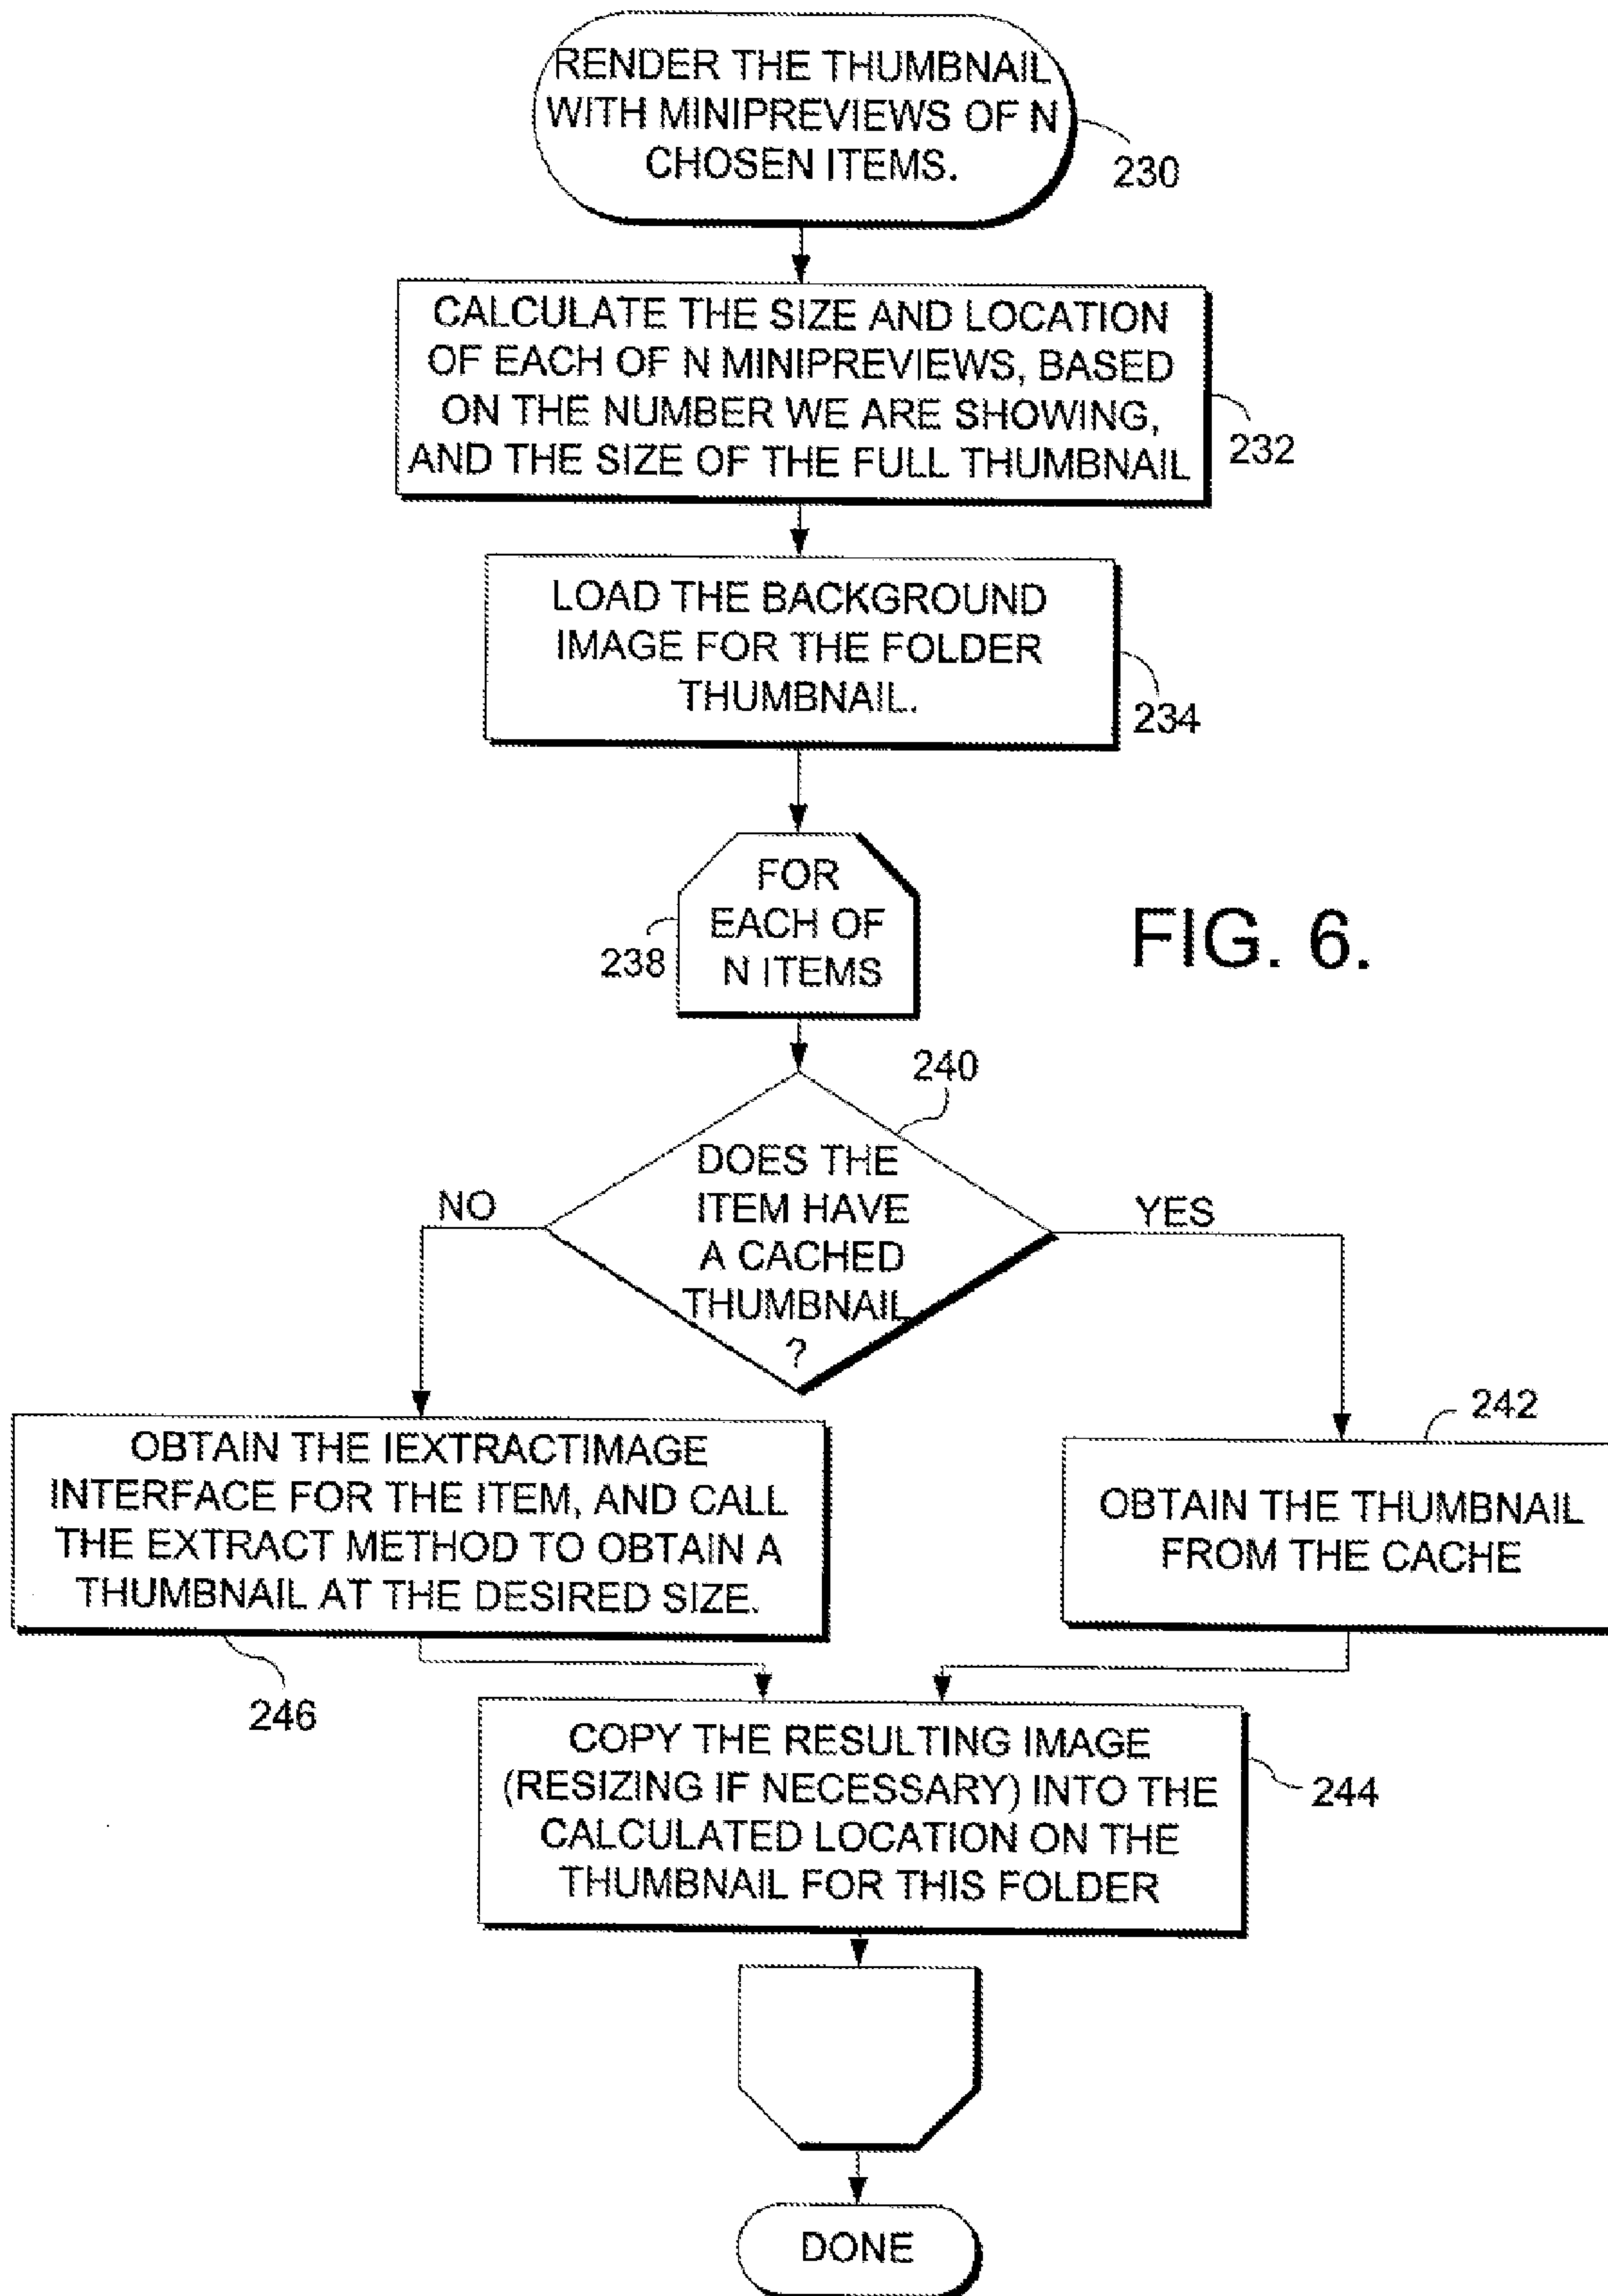 RENDER THE THUMBNAIL
WITH MINIPREVIEWS OF N
CHOSEN ITEMS.
230
CALCULATE THE SIZE AND LOCATION
OF EACH OF N MINIPREVIEWS, BASED
ON THE NUMBER WE ARE SHOWING,
AND THE SIZE OF THE FULL THUMBNAIL
232
LOAD THE BACKGROUND
IMAGE FOR THE FOLDER
THUMBNAIL.
234
FOR
EACH OF
N ITEMS
238
FIG. 6.
240
DOES THE
ITEM HAVE
A CACHED
THUMBNAIL
?
NO
YES
OBTAIN THE IEXTRACTIMAGE
INTERFACE FOR THE ITEM, AND CALL
THE EXTRACT METHOD TO OBTAIN A
THUMBNAIL AT THE DESIRED SIZE.
246
242
OBTAIN THE THUMBNAIL
FROM THE CACHE
COPY THE RESULTING IMAGE
(RESIZING IF NECESSARY) INTO THE
CALCULATED LOCATION ON THE
THUMBNAIL FOR THIS FOLDER
244
DONE